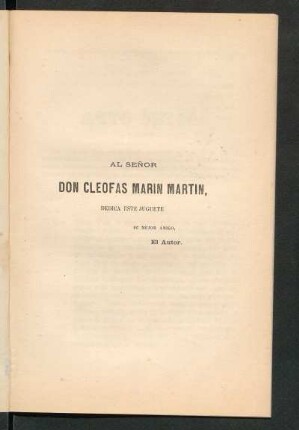 AL SEÑOR
DON CLEOFAS MARIN MARTIN,
DEDICA ESTE JUGUETE
SU MEJOR AMIGO,
El Autor.